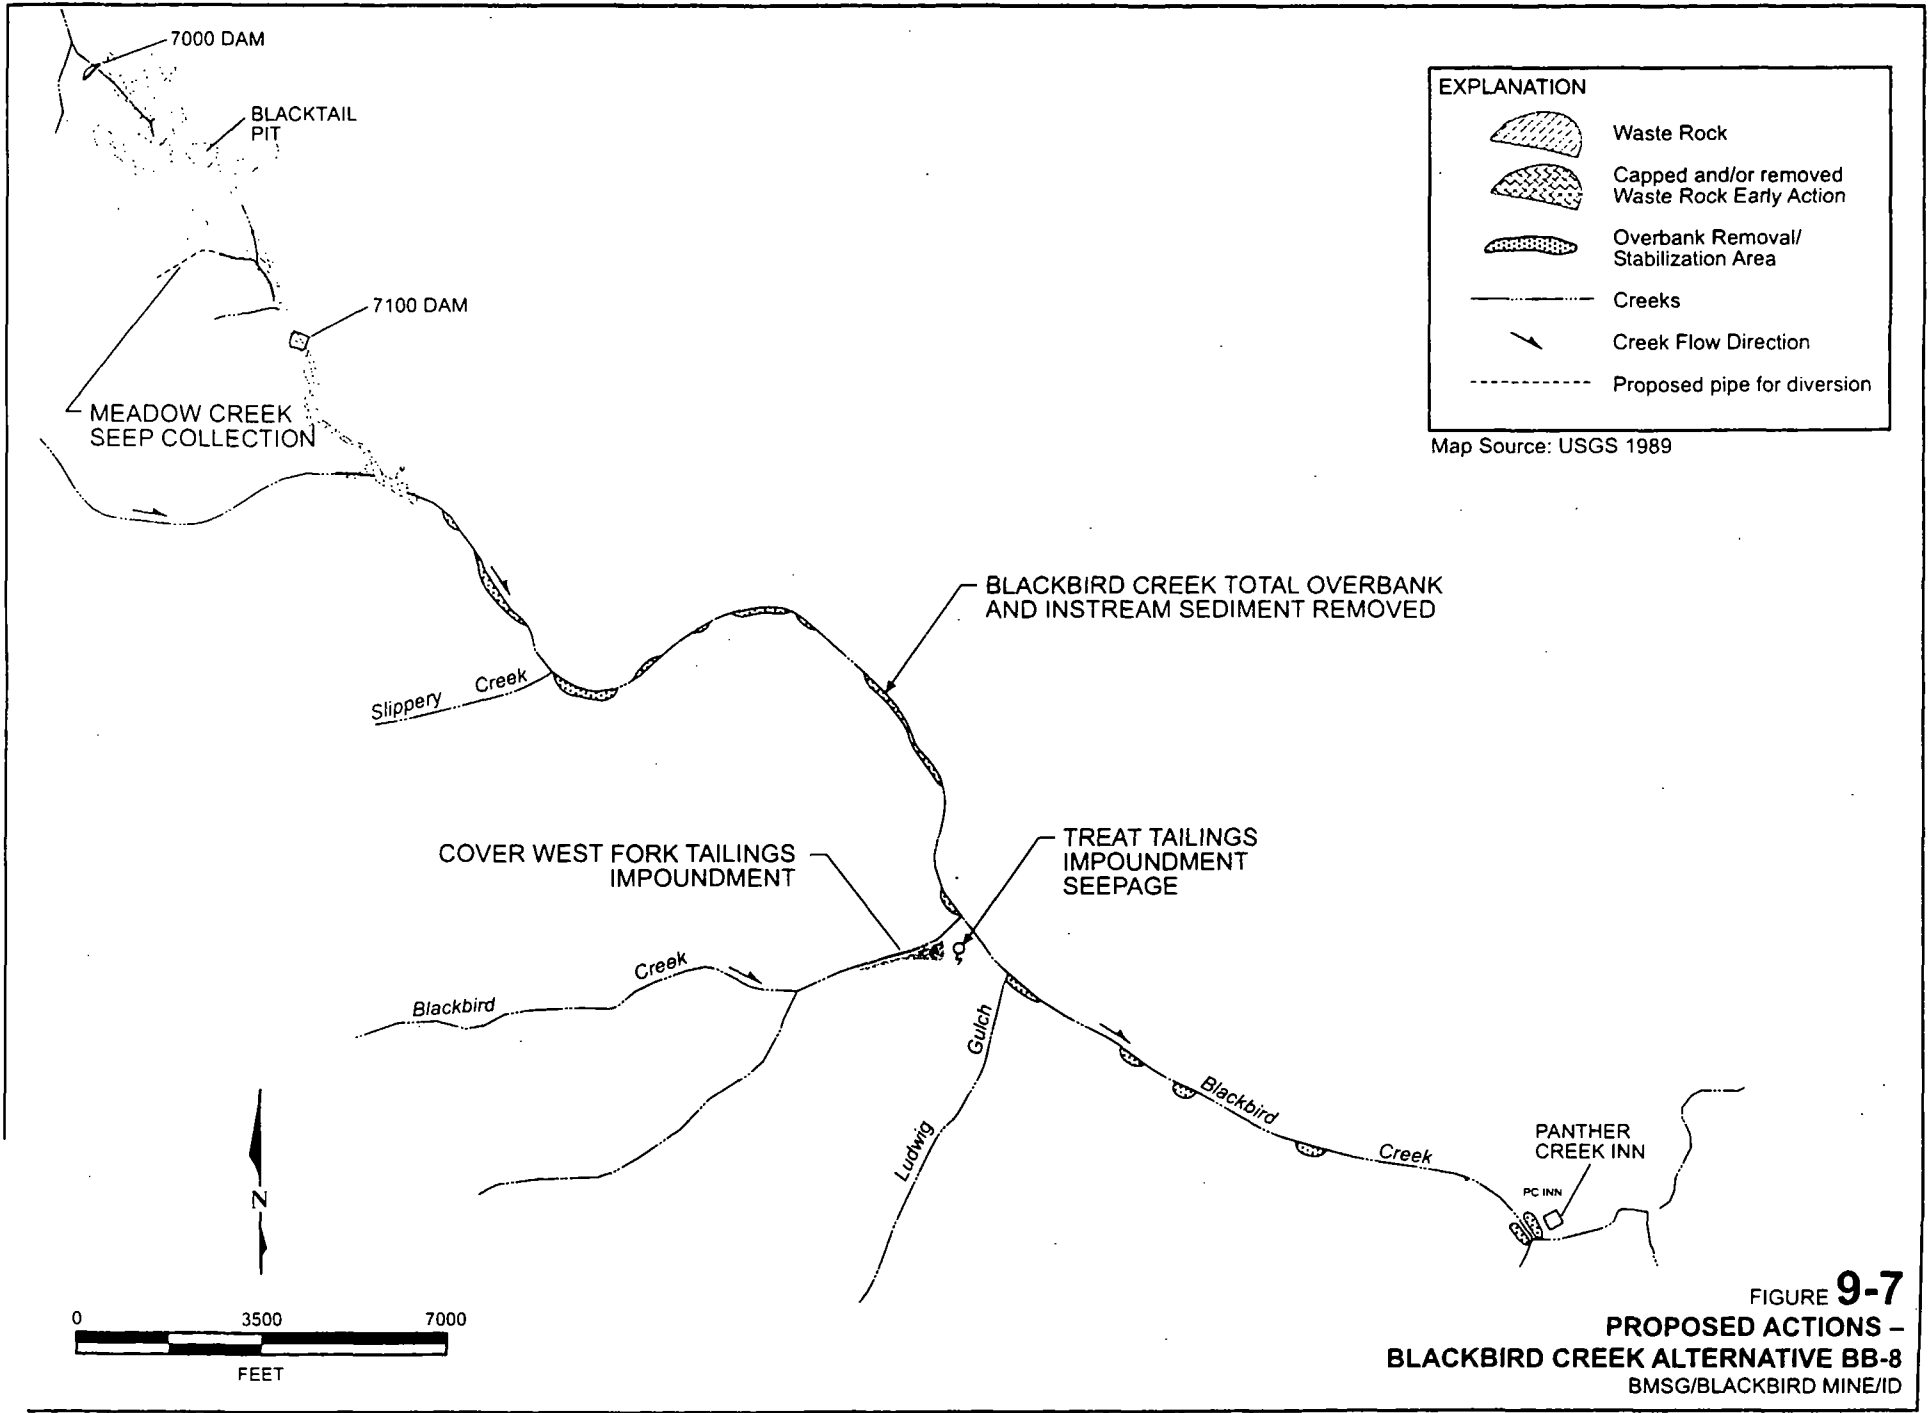 7000 DAM
BLACKTAIL
PIT
7100 DAM
MEADOW CREEK
SEEP COLLECTION
EXPLANATION
Waste Rock
Capped and/or removed
Waste Rock Early Action
Overbank Removal/
Stabilization Area
Creeks
Creek Flow Direction
Proposed pipe for diversion
Map Source: USGS 1989
BLACKBIRD CREEK TOTAL OVERBANK
AND INSTREAM SEDIMENT REMOVED
Slippery Creek
COVER WEST FORK TAILINGS
IMPOUNDMENT
TREAT TAILINGS
IMPOUNDMENT
SEEPAGE
Blackbird Creek
Ludwig Gulch
Blackbird Creek
PANTHER
CREEK INN
PC INN
N
0 3500 7000
FEET
FIGURE 9-7
PROPOSED ACTIONS –
BLACKBIRD CREEK ALTERNATIVE BB-8
BMSG/BLACKBIRD MINE/ID